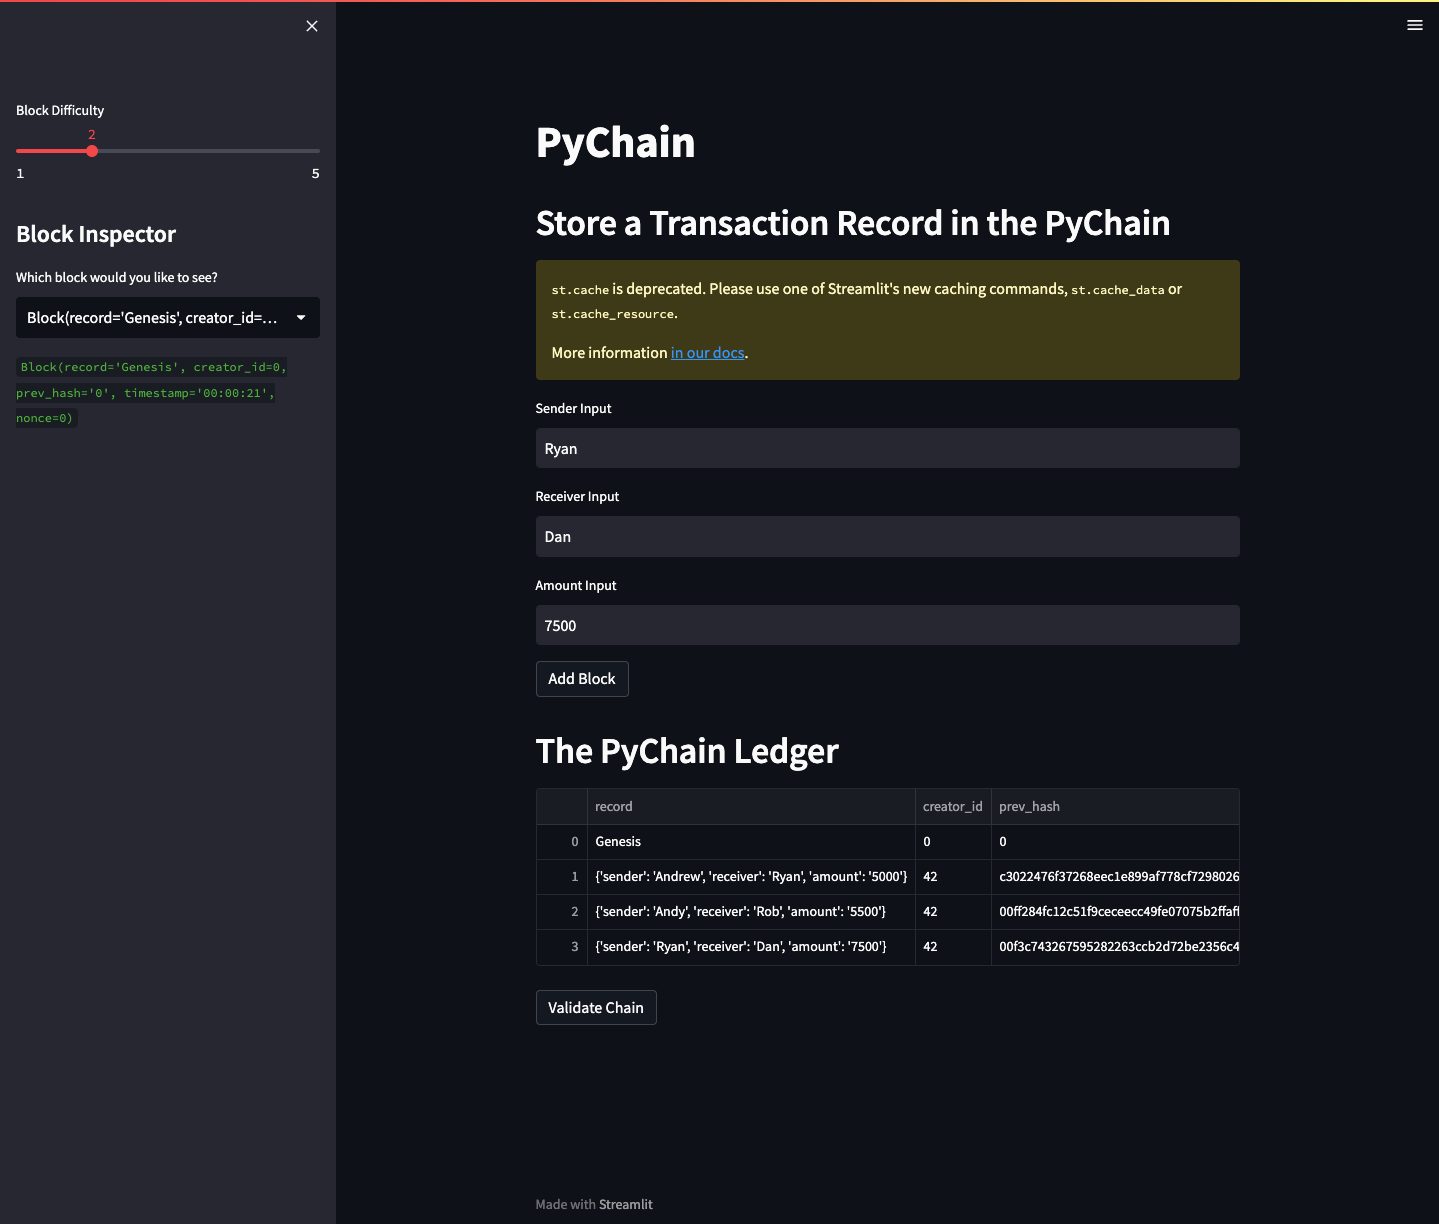 Block Difficulty
2
1 5
Block Inspector
Which block would you like to see?
Block(record='Genesis', creator_id=...
Block(record='Genesis', creator_id=0,
prev_hash='0', timestamp='00:00:21',
nonce=0)
PyChain
Store a Transaction Record in the PyChain
st.cache is deprecated. Please use one of Streamlit's new caching commands, st.cache_data or
st.cache_resource.
More information in our docs.
Sender Input
Ryan
Receiver Input
Dan
Amount Input
7500
Add Block
The PyChain Ledger
record creator_id prev_hash
0 Genesis 0 0
1 {'sender': 'Andrew', 'receiver': 'Ryan', 'amount': '5000'} 42 c3022476f37268eec1e899af778cf7298026
2 {'sender': 'Andy', 'receiver': 'Rob', 'amount': '5500'} 42 00ff284fc12c51f9ceceecc49fe07075b2ffaff
3 {'sender': 'Ryan', 'receiver': 'Dan', 'amount': '7500'} 42 00f3c743267595282263ccb2d72be2356c4
Validate Chain
Made with Streamlit